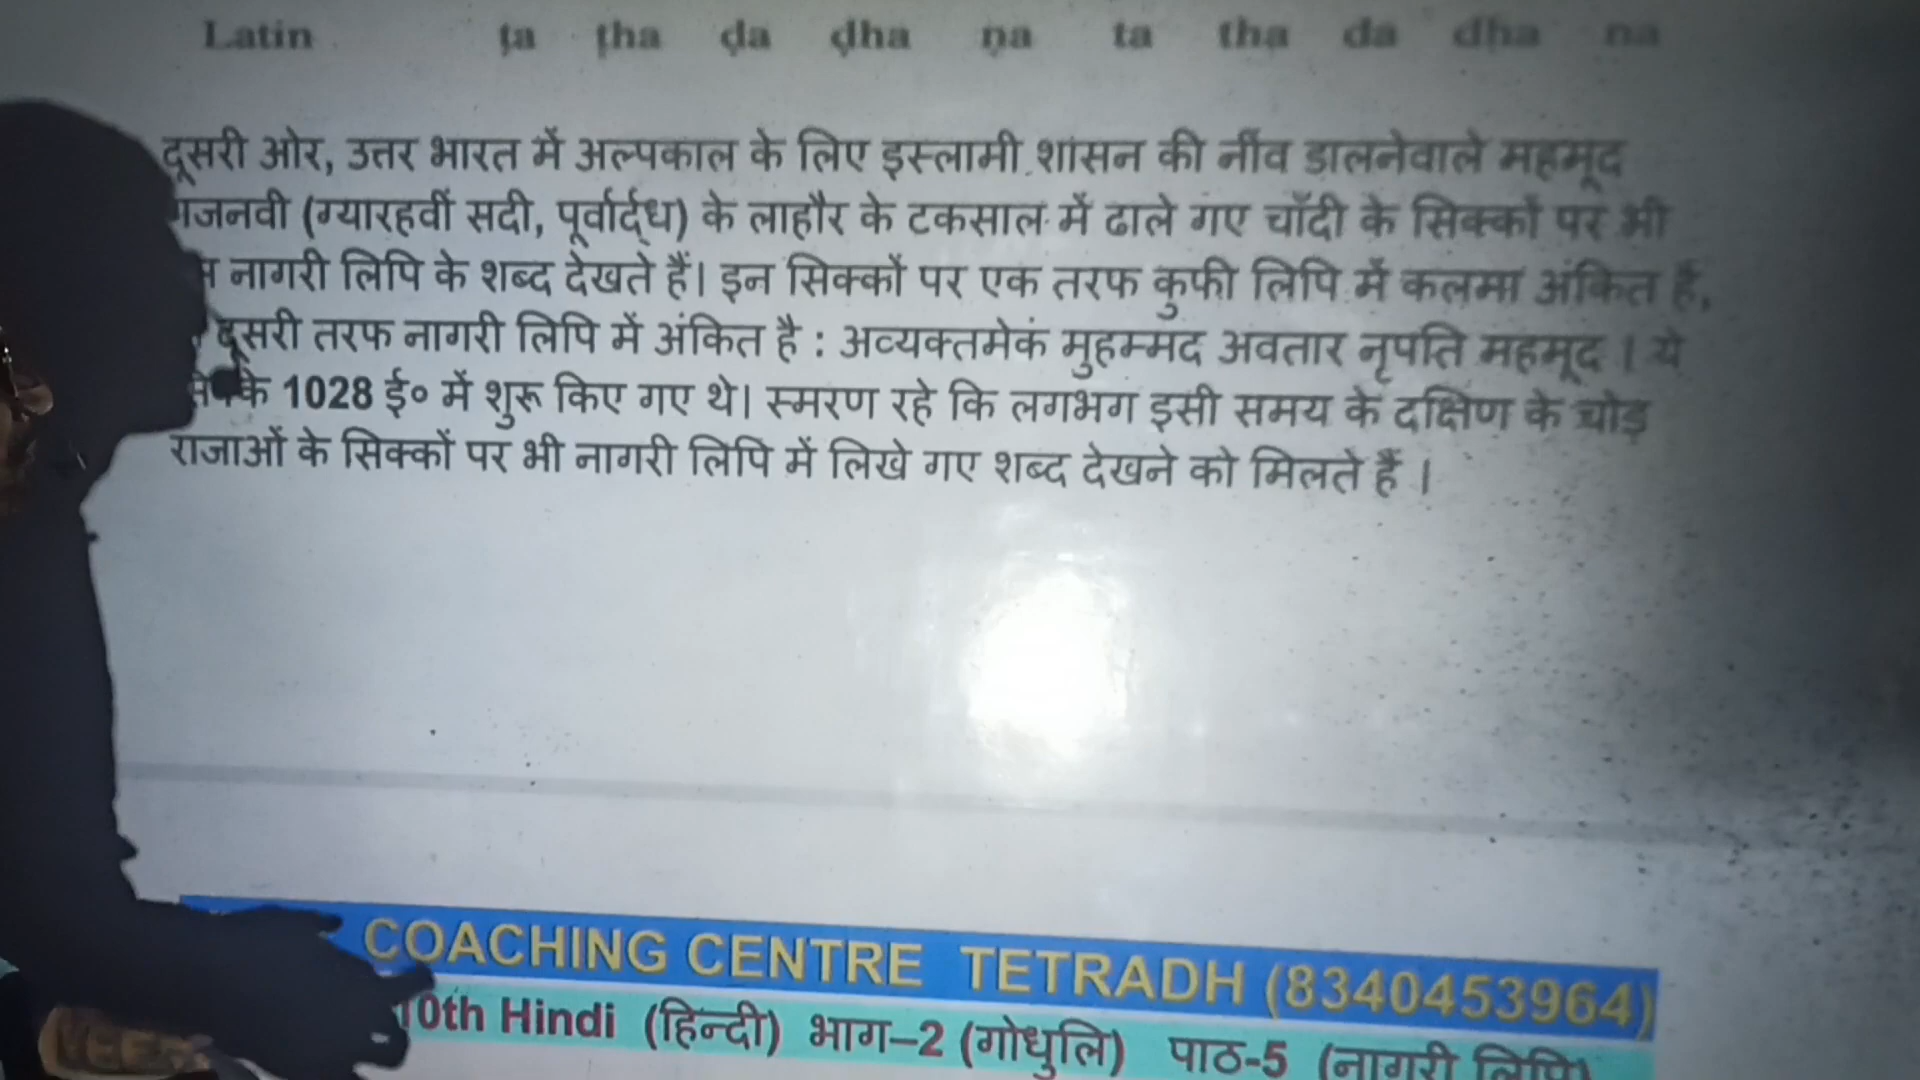 Latin ṭa ṭha ḍa ḍha ṇa ta tha da dha na
दूसरी ओर, उत्तर भारत में अल्पकाल के लिए इस्लामी शासन की नींव डालनेवाले महमूद
गजनवी (ग्यारहवीं सदी, पूर्वार्द्ध) के लाहौर के टकसाल में ढाले गए चाँदी के सिक्कों पर भी
नागरी लिपि के शब्द देखते हैं। इन सिक्कों पर एक तरफ कुफी लिपि में कलमा अंकित है,
दूसरी तरफ नागरी लिपि में अंकित है : अव्यक्तमेकं मुहम्मद अवतार नृपति महमूद । ये
1028 ई० में शुरू किए गए थे। स्मरण रहे कि लगभग इसी समय के दक्षिण के चोड़
राजाओं के सिक्कों पर भी नागरी लिपि में लिखे गए शब्द देखने को मिलते हैं ।
COACHING CENTRE TETRADH (8340453964)
10th Hindi (हिन्दी) भाग–2 (गोधुलि) पाठ-5 (नागरी लिपि)